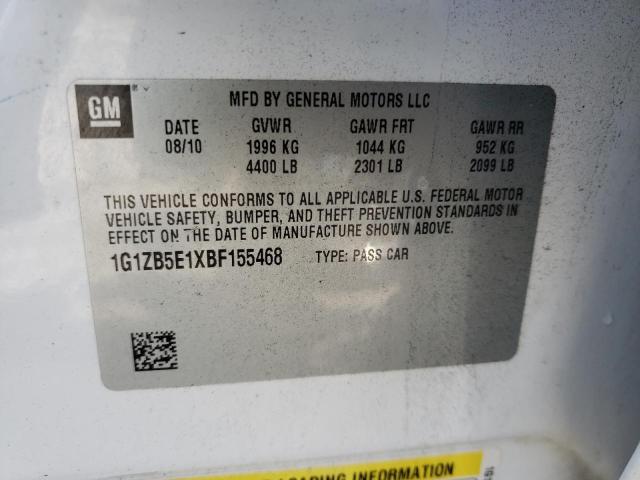 GM
MFD BY GENERAL MOTORS LLC
DATE GVWR GAWR FRT GAWR RR
08/10 1996 KG 1044 KG 952 KG
4400 LB 2301 LB 2099 LB
THIS VEHICLE CONFORMS TO ALL APPLICABLE U.S. FEDERAL MOTOR
VEHICLE SAFETY, BUMPER, AND THEFT PREVENTION STANDARDS IN
EFFECT ON THE DATE OF MANUFACTURE SHOWN ABOVE.
1G1ZB5E1XBF155468 TYPE: PASS CAR
LOADING INFORMATION